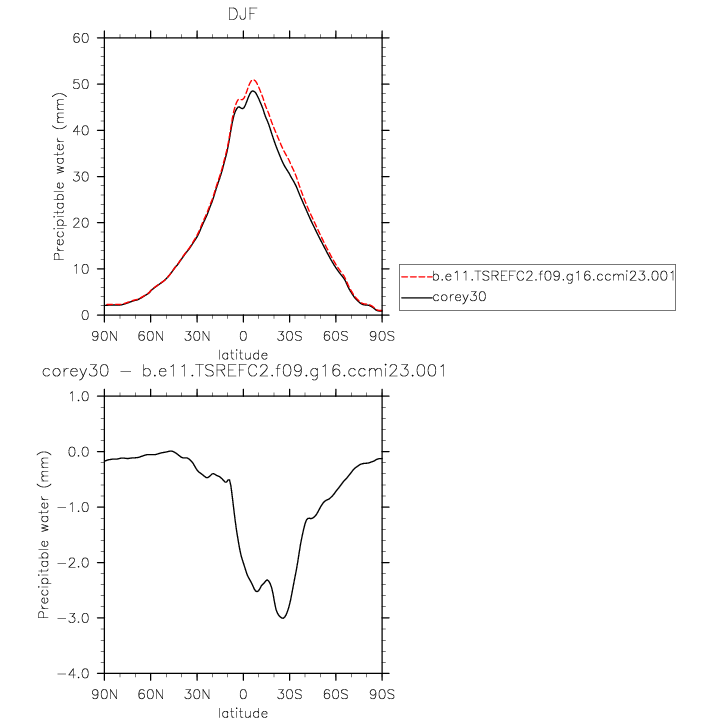 DJF
60
50
40
30
20
10
0
Precipitable water (mm)
90N 60N 30N 0 30S 60S 90S
latitude
b.e11.TSREFC2.f09.g16.ccmi23.001
corey30
corey30 − b.e11.TSREFC2.f09.g16.ccmi23.001
1.0
0.0
−1.0
−2.0
−3.0
−4.0
Precipitable water (mm)
90N 60N 30N 0 30S 60S 90S
latitude